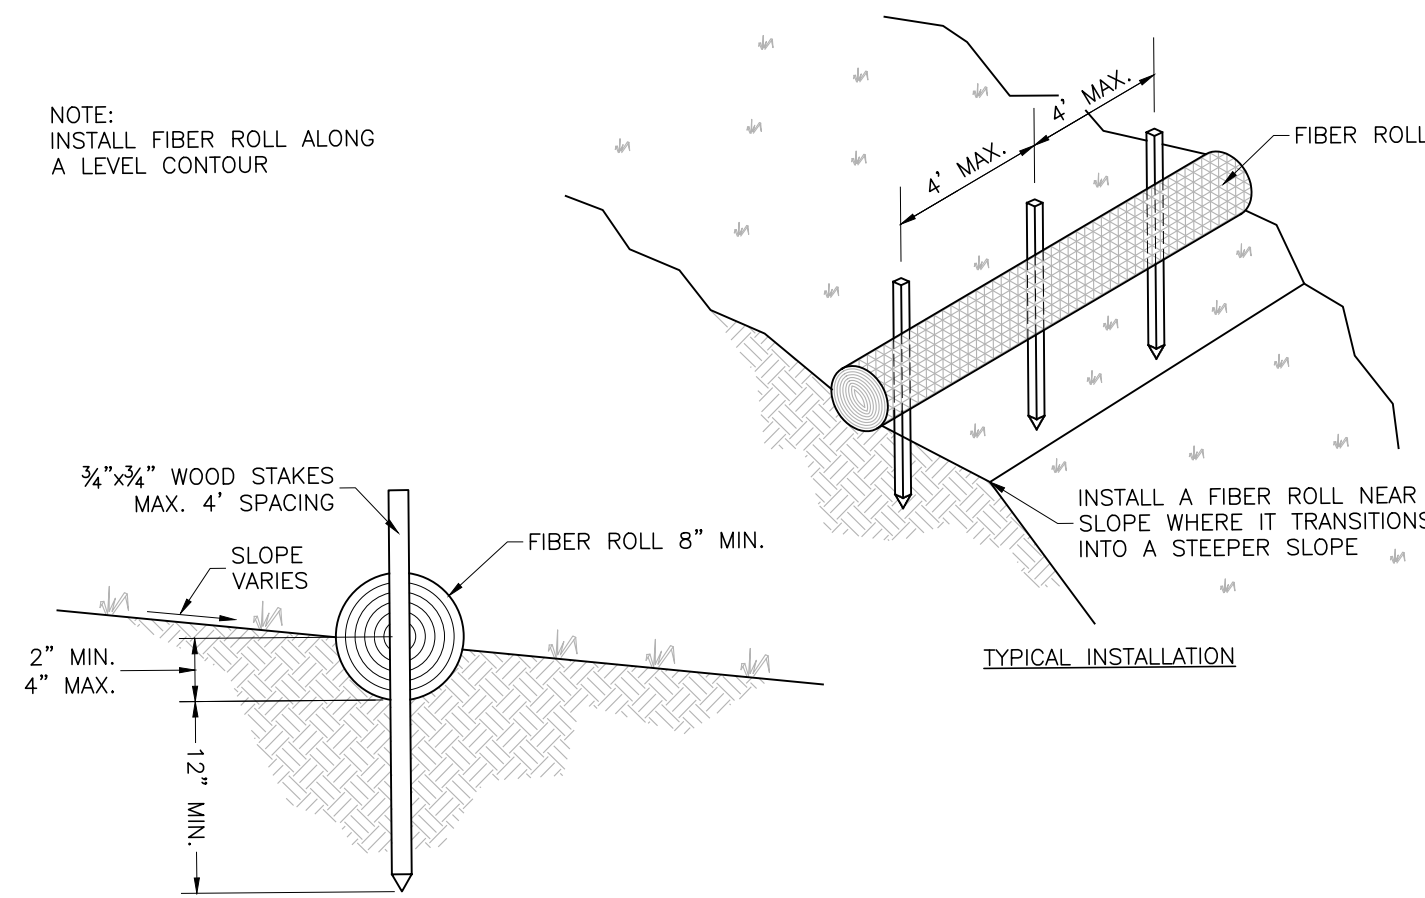 NOTE:
INSTALL FIBER ROLL ALONG
A LEVEL CONTOUR
4' MAX.
4' MAX.
FIBER ROLL
INSTALL A FIBER ROLL NEAR
SLOPE WHERE IT TRANSITIONS
INTO A STEEPER SLOPE
TYPICAL INSTALLATION
¾"x¾" WOOD STAKES
MAX. 4' SPACING
FIBER ROLL 8" MIN.
SLOPE
VARIES
2" MIN.
4" MAX.
12" MIN.